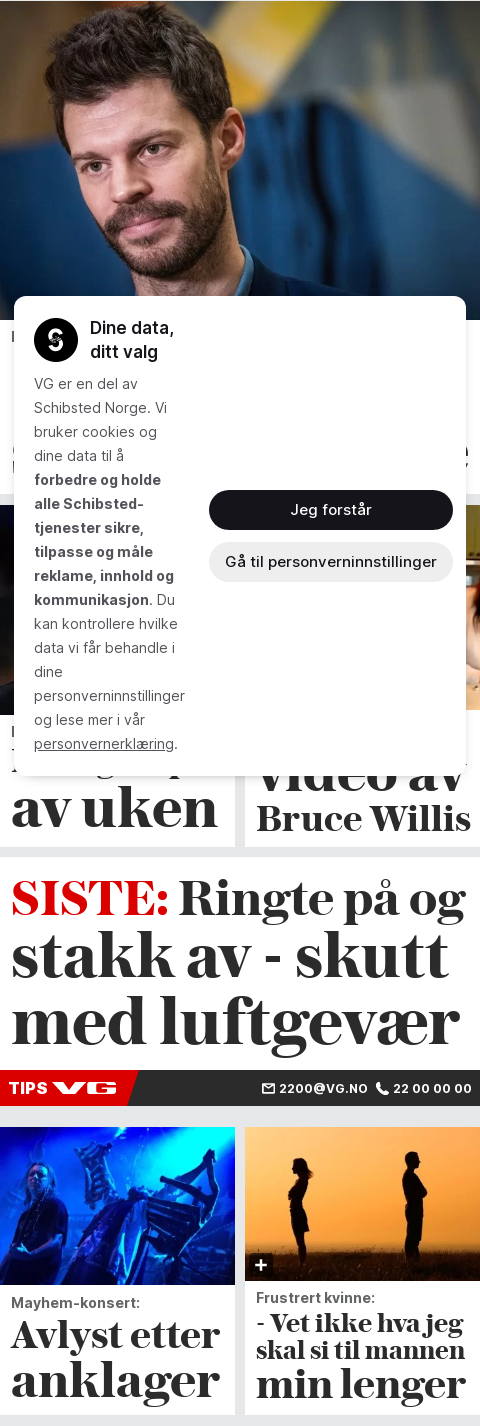 Dine data,
ditt valg
VG er en del av
Schibsted Norge. Vi
bruker cookies og
dine data til å
forbedre og holde
alle Schibsted-
tjenester sikre,
tilpasse og måle
reklame, innhold og
kommunikasjon. Du
kan kontrollere hvilke
data vi får behandle i
dine
personverninnstillinger
og lese mer i vår
personvernerklæring.
Jeg forstår
Gå til personverninnstillinger
av uken
video av
Bruce Willis
SISTE: Ringte på og
stakk av - skutt
med luftgevær
TIPS VG 2200@VG.NO 22 00 00 00
Mayhem-konsert:
Avlyst etter
anklager
Frustrert kvinne:
- Vet ikke hva jeg
skal si til mannen
min lenger